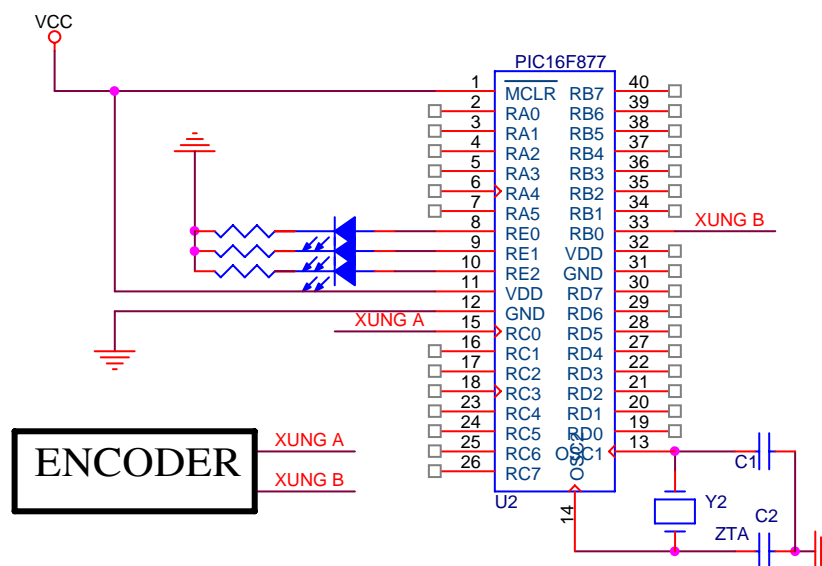 VCC
PIC16F877
1 MCLR RB7 40
2 RA0 RB6 39
3 RA1 RB5 38
4 RA2 RB4 37
5 RA3 RB3 36
6 RA4 RB2 35
7 RA5 RB1 34
8 RE0 RB0 33 XUNG B
9 RE1 VDD 32
10 RE2 GND 31
11 VDD RD7 30
12 GND RD6 29
XUNG A 15 RC0 RD5 28
16 RC1 RD4 27
17 RC2 RD3 22
18 RC3 RD2 21
23 RC4 RD1 20
24 RC5 RD0 19
25 RC6 OSC1 13
26 RC7 OSC2 14
U2
ENCODER
XUNG A
XUNG B
C1
Y2
C2
ZTA